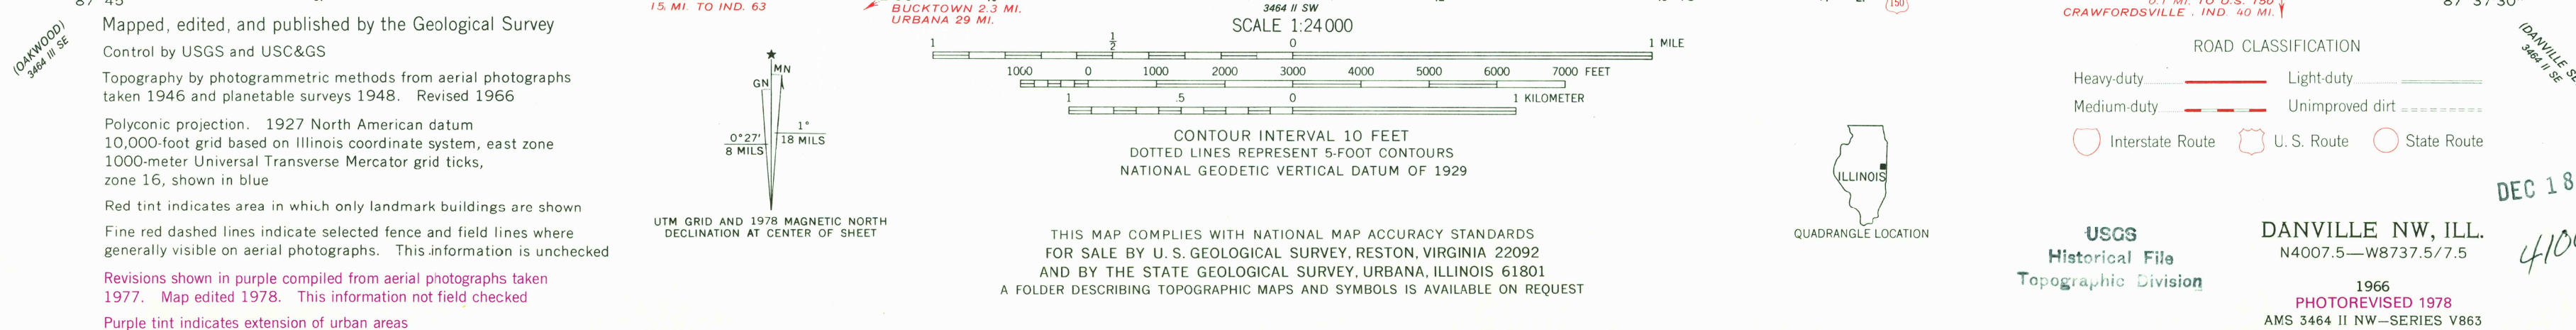 (OAKWOOD)
3464 III SE
Mapped, edited, and published by the Geological Survey
Control by USGS and USC&GS
Topography by photogrammetric methods from aerial photographs
taken 1946 and planetable surveys 1948. Revised 1966
Polyconic projection. 1927 North American datum
10,000-foot grid based on Illinois coordinate system, east zone
1000-meter Universal Transverse Mercator grid ticks,
zone 16, shown in blue
Red tint indicates area in which only landmark buildings are shown
Fine red dashed lines indicate selected fence and field lines where
generally visible on aerial photographs. This information is unchecked
Revisions shown in purple compiled from aerial photographs taken
1977. Map edited 1978. This information not field checked
Purple tint indicates extension of urban areas
15. MI. TO IND. 63
BUCKTOWN 2.3 MI.
URBANA 29 MI.
MN
GN
0°27'
8 MILS
1°
18 MILS
UTM GRID AND 1978 MAGNETIC NORTH
DECLINATION AT CENTER OF SHEET
3464 II SW
SCALE 1:24 000
1 1/2 0 1 MILE
1000 0 1000 2000 3000 4000 5000 6000 7000 FEET
1 .5 0 1 KILOMETER
CONTOUR INTERVAL 10 FEET
DOTTED LINES REPRESENT 5-FOOT CONTOURS
NATIONAL GEODETIC VERTICAL DATUM OF 1929
THIS MAP COMPLIES WITH NATIONAL MAP ACCURACY STANDARDS
FOR SALE BY U. S. GEOLOGICAL SURVEY, RESTON, VIRGINIA 22092
AND BY THE STATE GEOLOGICAL SURVEY, URBANA, ILLINOIS 61801
A FOLDER DESCRIBING TOPOGRAPHIC MAPS AND SYMBOLS IS AVAILABLE ON REQUEST
150
ILLINOIS
QUADRANGLE LOCATION
CRAWFORDSVILLE, IND. 40 MI.
ROAD CLASSIFICATION
Heavy-duty Light-duty
Medium-duty Unimproved dirt
Interstate Route U. S. Route State Route
(DANVILLE SE
3464 II SE
DEC 18
USGS
Historical File
Topographic Division
DANVILLE NW, ILL.
N4007.5—W8737.5/7.5
1966
PHOTOREVISED 1978
AMS 3464 II NW—SERIES V863